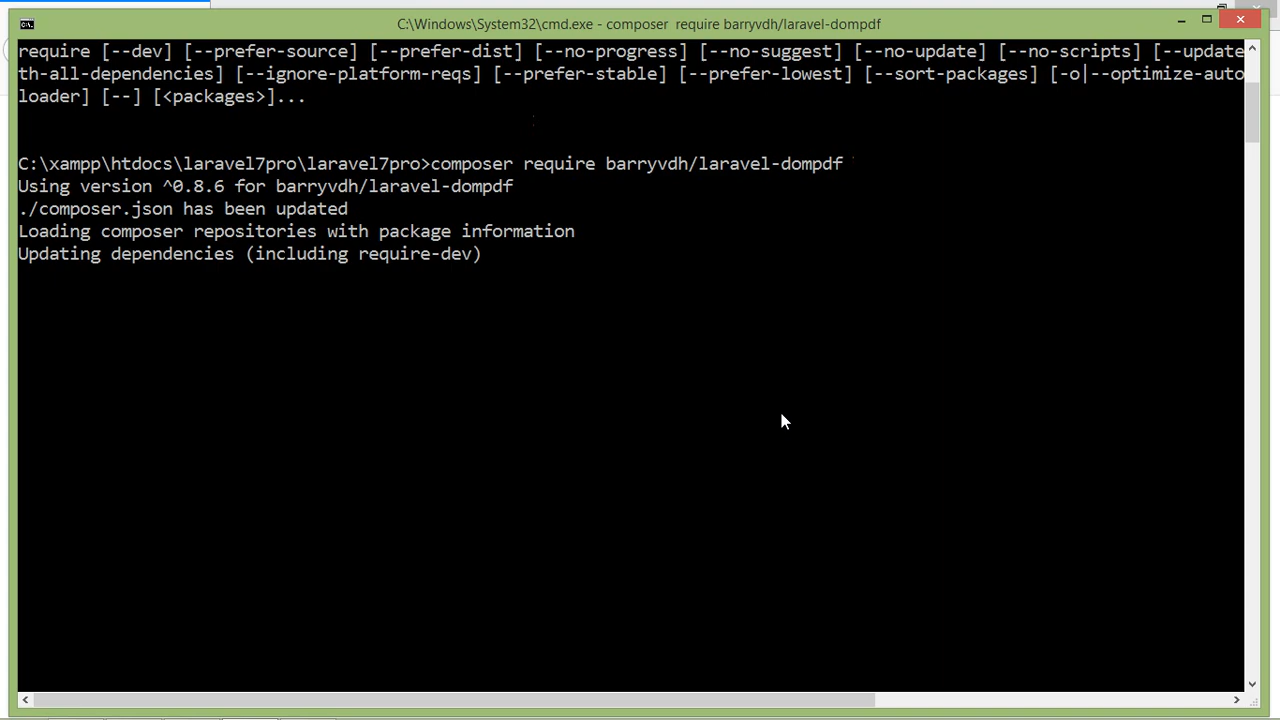 C:\Windows\System32\cmd.exe - composer  require barryvdh/laravel-dompdf
require [--dev] [--prefer-source] [--prefer-dist] [--no-progress] [--no-suggest] [--no-update] [--no-scripts] [--update
th-all-dependencies] [--ignore-platform-reqs] [--prefer-stable] [--prefer-lowest] [--sort-packages] [-o|--optimize-auto
loader] [--] [<packages>]...
C:\xampp\htdocs\laravel7pro\laravel7pro>composer require barryvdh/laravel-dompdf
Using version ^0.8.6 for barryvdh/laravel-dompdf
./composer.json has been updated
Loading composer repositories with package information
Updating dependencies (including require-dev)